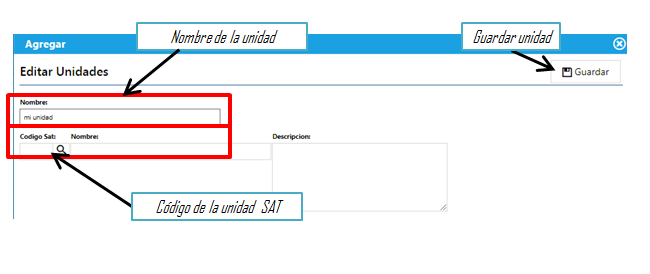 Nombre de la unidad
Guardar unidad
Agregar
Editar Unidades
Guardar
Nombre:
mi unidad
Codigo Sat: Nombre: Descripcion:
Código de la unidad SAT